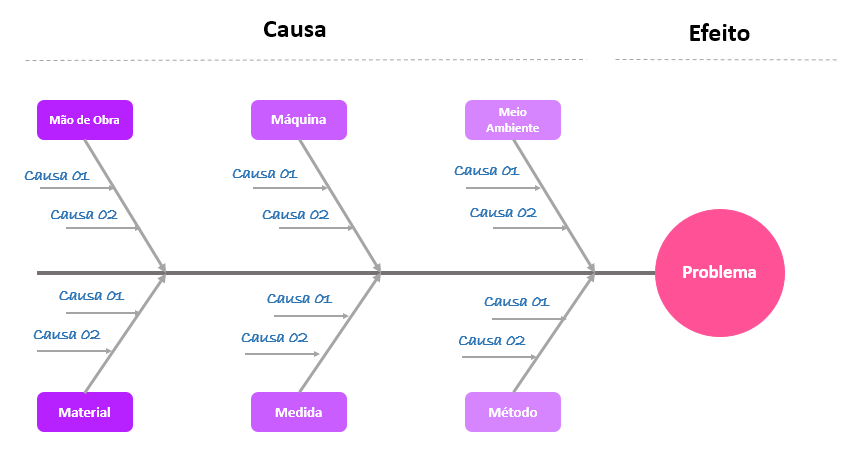 Causa
Efeito
Mão de Obra
Máquina
Meio
Ambiente
Causa 01
Causa 01
Causa 01
Causa 02
Causa 02
Causa 02
Problema
Causa 01
Causa 01
Causa 01
Causa 02
Causa 02
Causa 02
Material
Medida
Método